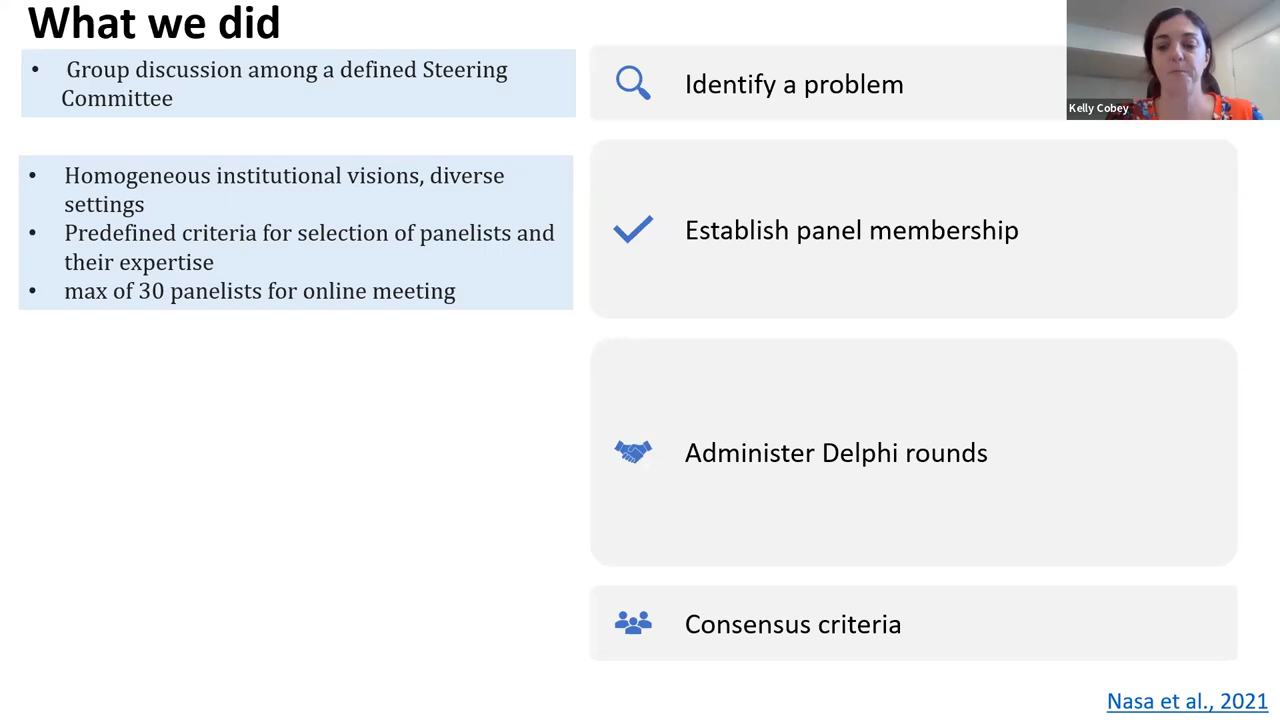 What we did
• Group discussion among a defined Steering
Committee
• Homogeneous institutional visions, diverse
settings
• Predefined criteria for selection of panelists and
their expertise
• max of 30 panelists for online meeting
Identify a problem
Kelly Cobey
Establish panel membership
Administer Delphi rounds
Consensus criteria
Nasa et al., 2021